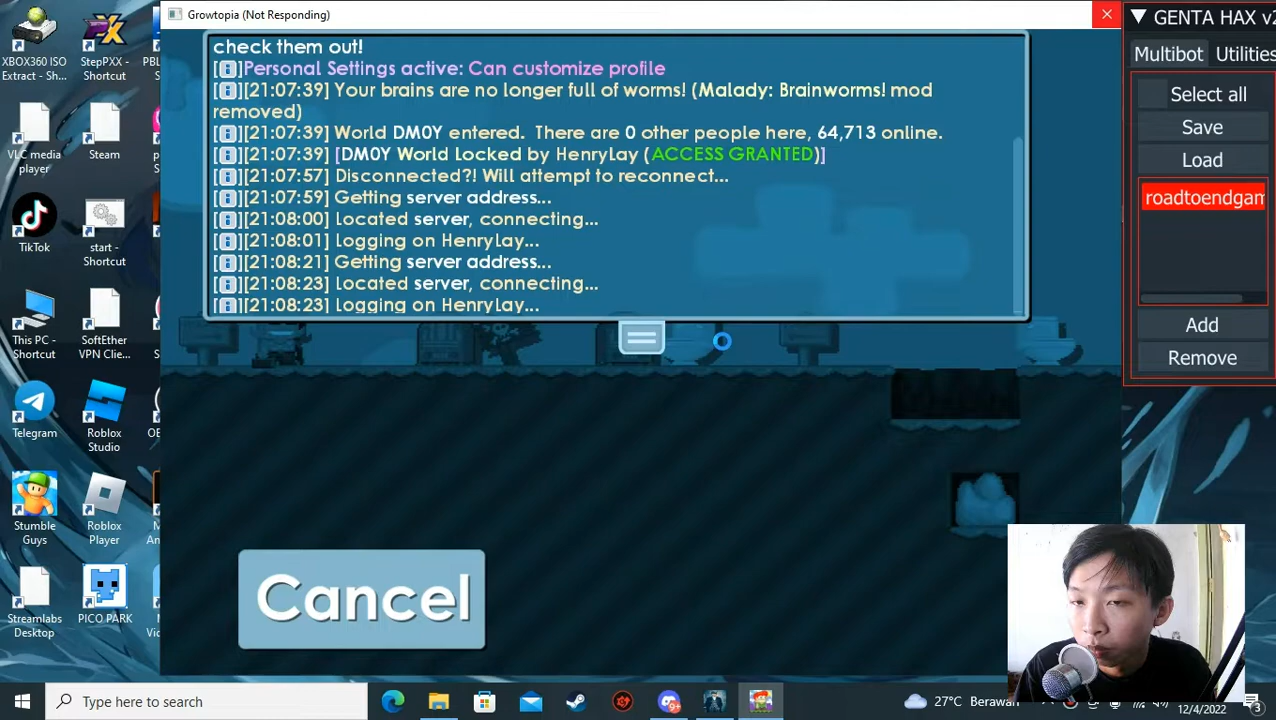 Growtopia (Not Responding)
check them out!
Personal Settings active: Can customize profile
[21:07:39] Your brains are no longer full of worms! (Malady: Brainworms! mod
removed)
[21:07:39] World DM0Y entered.  There are 0 other people here, 64,713 online.
[21:07:39] [DM0Y World Locked by HenryLay (ACCESS GRANTED)]
[21:07:57] Disconnected?! Will attempt to reconnect...
[21:07:59] Getting server address...
[21:08:00] Located server, connecting...
[21:08:01] Logging on HenryLay...
[21:08:21] Getting server address...
[21:08:23] Located server, connecting...
[21:08:23] Logging on HenryLay...
Cancel
GENTA HAX v2
Multibot
Utilities
Select all
Save
Load
roadtoendgam
Add
Remove
XBOX360 ISO
Extract - Sh...
StepPXX -
Shortcut
VLC media
player
Steam
TikTok
start -
Shortcut
This PC -
Shortcut
SoftEther
VPN Clie...
Telegram
Roblox
Studio
Stumble
Guys
Roblox
Player
Streamlabs
Desktop
PICO PARK
Type here to search
27°C
Berawan
12/4/2022
3